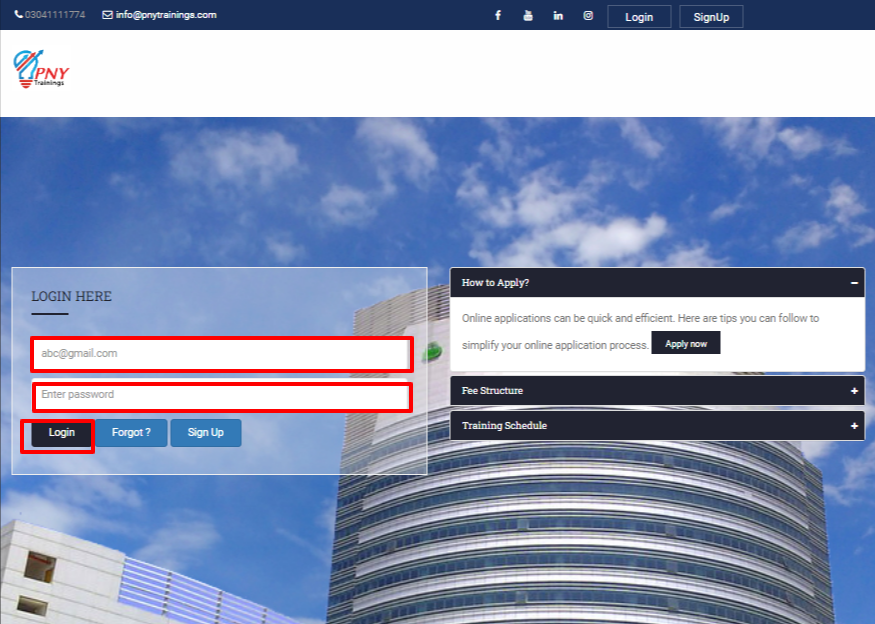 03041111774 info@pnytrainings.com Login SignUp
PNY
Trainings
LOGIN HERE
abc@gmail.com
Enter password
Login Forgot ? Sign Up
How to Apply? −
Online applications can be quick and efficient. Here are tips you can follow to
simplify your online application process. Apply now
Fee Structure +
Training Schedule +